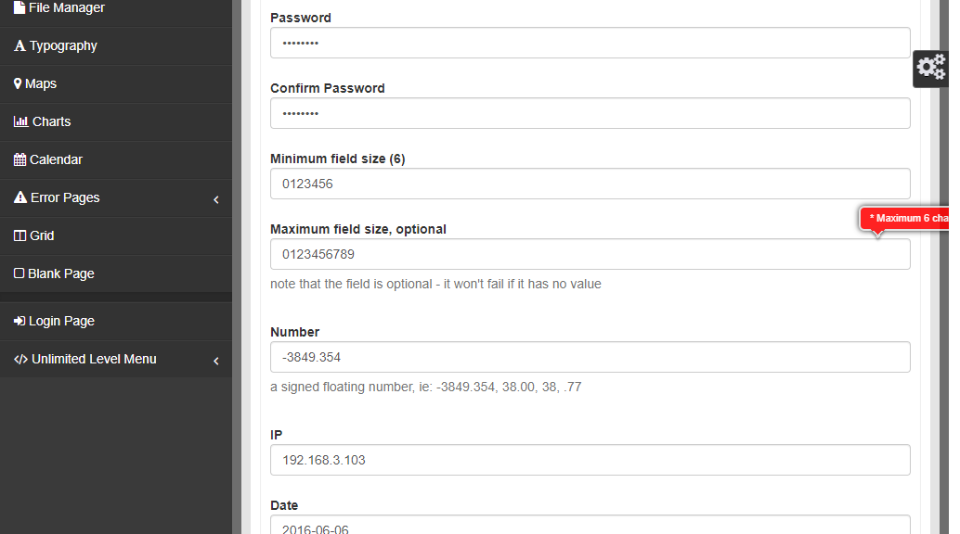 File Manager
Typography
Maps
Charts
Calendar
Error Pages
Grid
Blank Page
Login Page
Unlimited Level Menu
Password
••••••••
Confirm Password
••••••••
Minimum field size (6)
0123456
* Maximum 6 cha
Maximum field size, optional
0123456789
note that the field is optional - it won't fail if it has no value
Number
-3849.354
a signed floating number, ie: -3849.354, 38.00, 38, .77
IP
192.168.3.103
Date
2016-06-06